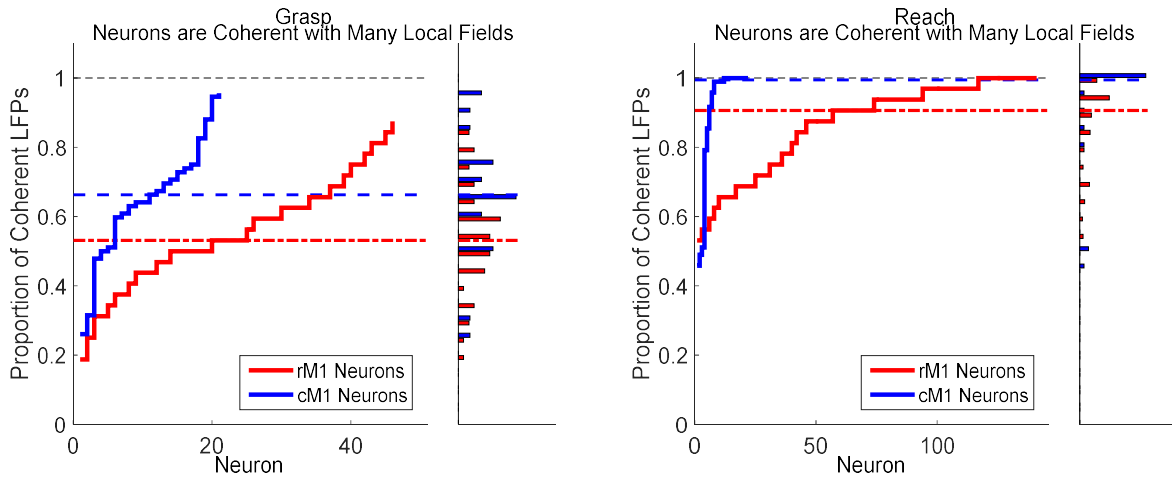 Grasp
Neurons are Coherent with Many Local Fields
Proportion of Coherent LFPs
1
0.8
0.6
0.4
0.2
0
0
20
40
Neuron
rM1 Neurons
cM1 Neurons
Reach
Neurons are Coherent with Many Local Fields
Proportion of Coherent LFPs
1
0.8
0.6
0.4
0.2
0
0
50
100
Neuron
rM1 Neurons
cM1 Neurons